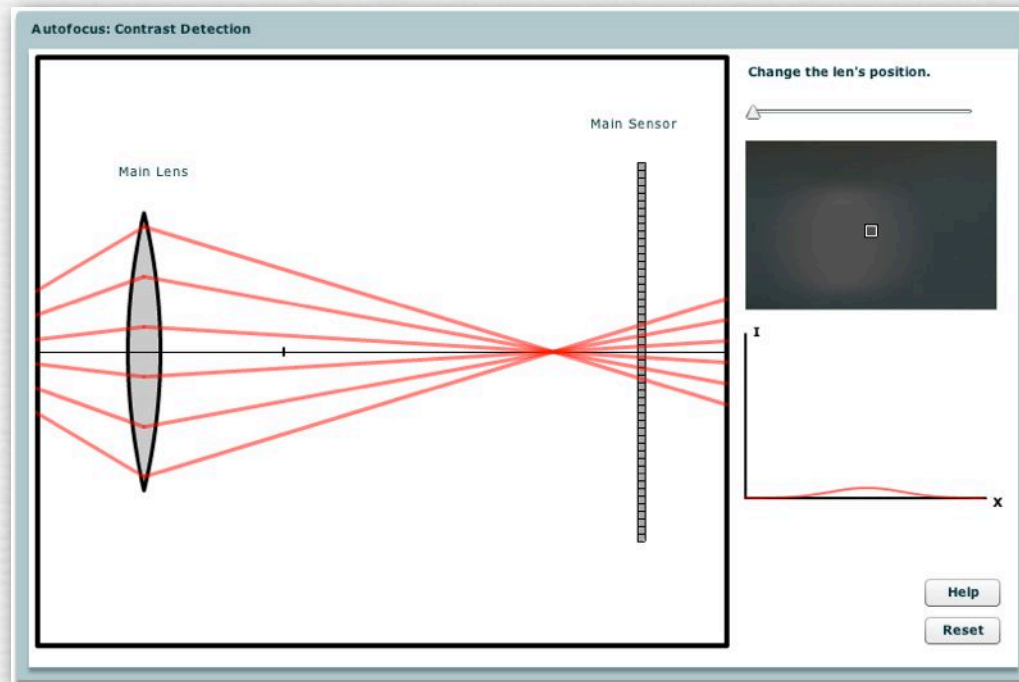 Autofocus: Contrast Detection
Change the len's position.
Main Sensor
Main Lens
I
X
Help
Reset